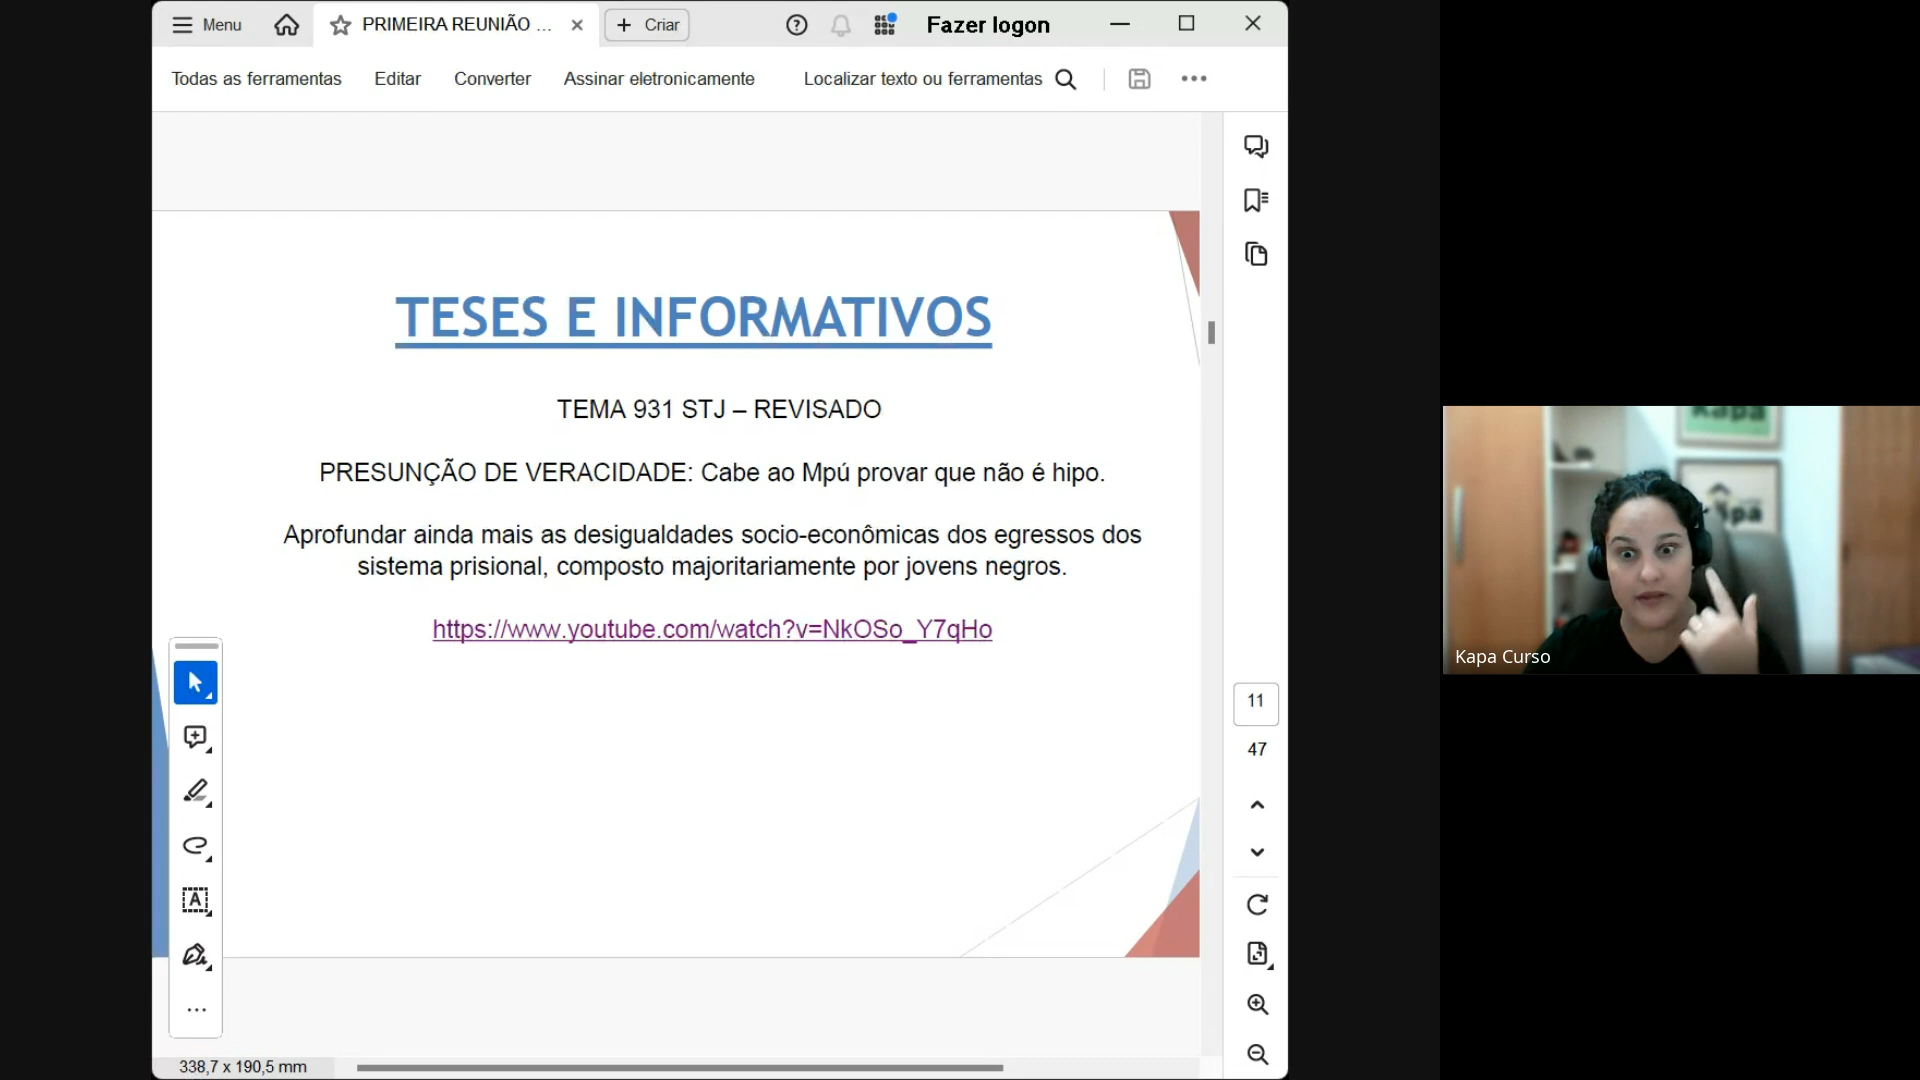 Menu
PRIMEIRA REUNIÃO ...
Criar
Fazer logon
Todas as ferramentas
Editar
Converter
Assinar eletronicamente
Localizar texto ou ferramentas
TESES E INFORMATIVOS
TEMA 931 STJ – REVISADO
PRESUNÇÃO DE VERACIDADE: Cabe ao Mpú provar que não é hipo.
Aprofundar ainda mais as desigualdades socio-econômicas dos egressos dos
sistema prisional, composto majoritariamente por jovens negros.
https://www.youtube.com/watch?v=NkOSo_Y7qHo
11
47
338,7 x 190,5 mm
Kapa
Kapa Curso